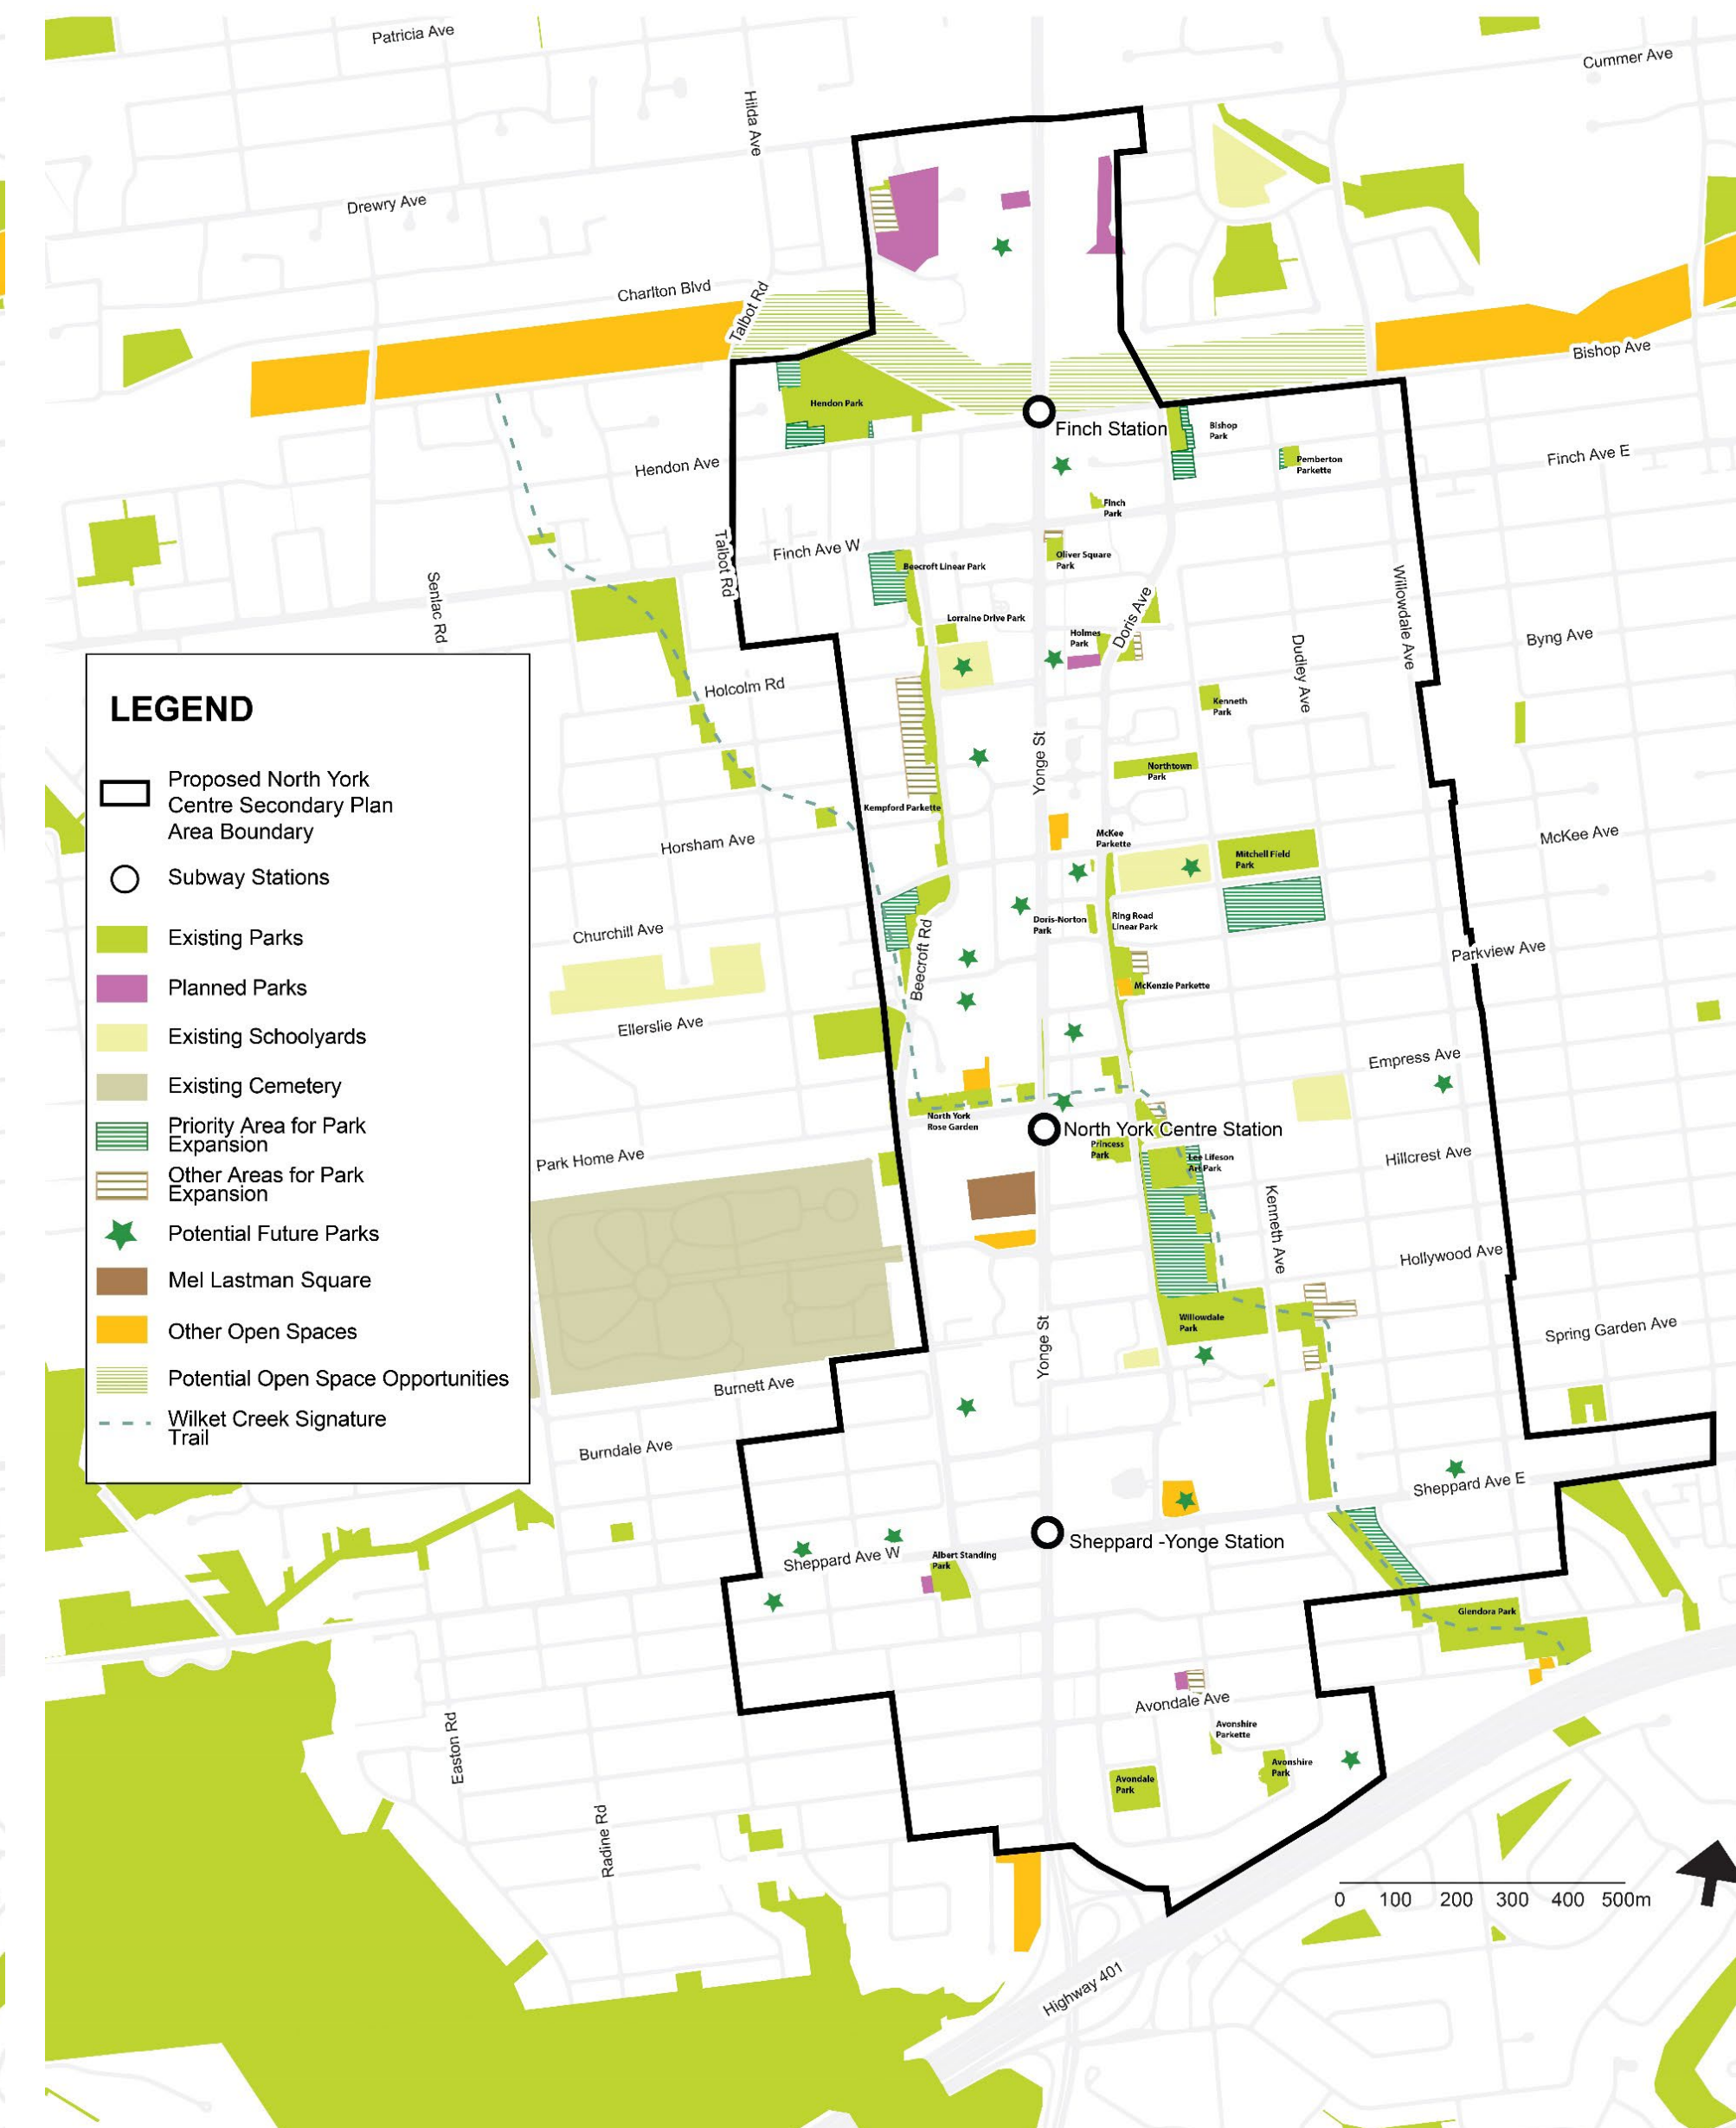 Patricia Ave
Cummer Ave
Hilda Ave
Drewry Ave
Charlton Blvd
Talbot Rd
Bishop Ave
Hendon Park
Finch Station
Bishop
Park
Hendon Ave
Pemberton
Parkette
Finch Ave E
Finch
Park
Talbot Rd
Finch Ave W
Oliver Square
Park
Beecroft Linear Park
Senlac Rd
Willowdale Ave
Doris Ave
Lorraine Drive Park
Holmes
Park
Byng Ave
Dudley Ave
Holcolm Rd
Kenneth
Park
Yonge St
Northtown
Park
Kempford Parkette
Horsham Ave
McKee
Parkette
McKee Ave
Mitchell Field
Park
Churchill Ave
Doris-Norton
Park
Ring Road
Linear Park
Beecroft Rd
Parkview Ave
McKenzie Parkette
Ellerslie Ave
Empress Ave
North York
Rose Garden
North York Centre Station
Princess
Park
Park Home Ave
Lee Lifeson
Art Park
Hillcrest Ave
Kenneth Ave
Hollywood Ave
Willowdale
Park
Yonge St
Spring Garden Ave
Burnett Ave
Burndale Ave
Sheppard Ave E
Sheppard -Yonge Station
Sheppard Ave W
Albert Standing
Park
Glendora Park
Avondale Ave
Avonshire
Parkette
Avonshire
Park
Avondale
Park
Easton Rd
Radine Rd
Highway 401
0 100 200 300 400 500m
LEGEND
Proposed North York
Centre Secondary Plan
Area Boundary
Subway Stations
Existing Parks
Planned Parks
Existing Schoolyards
Existing Cemetery
Priority Area for Park
Expansion
Other Areas for Park
Expansion
Potential Future Parks
Mel Lastman Square
Other Open Spaces
Potential Open Space Opportunities
Wilket Creek Signature
Trail